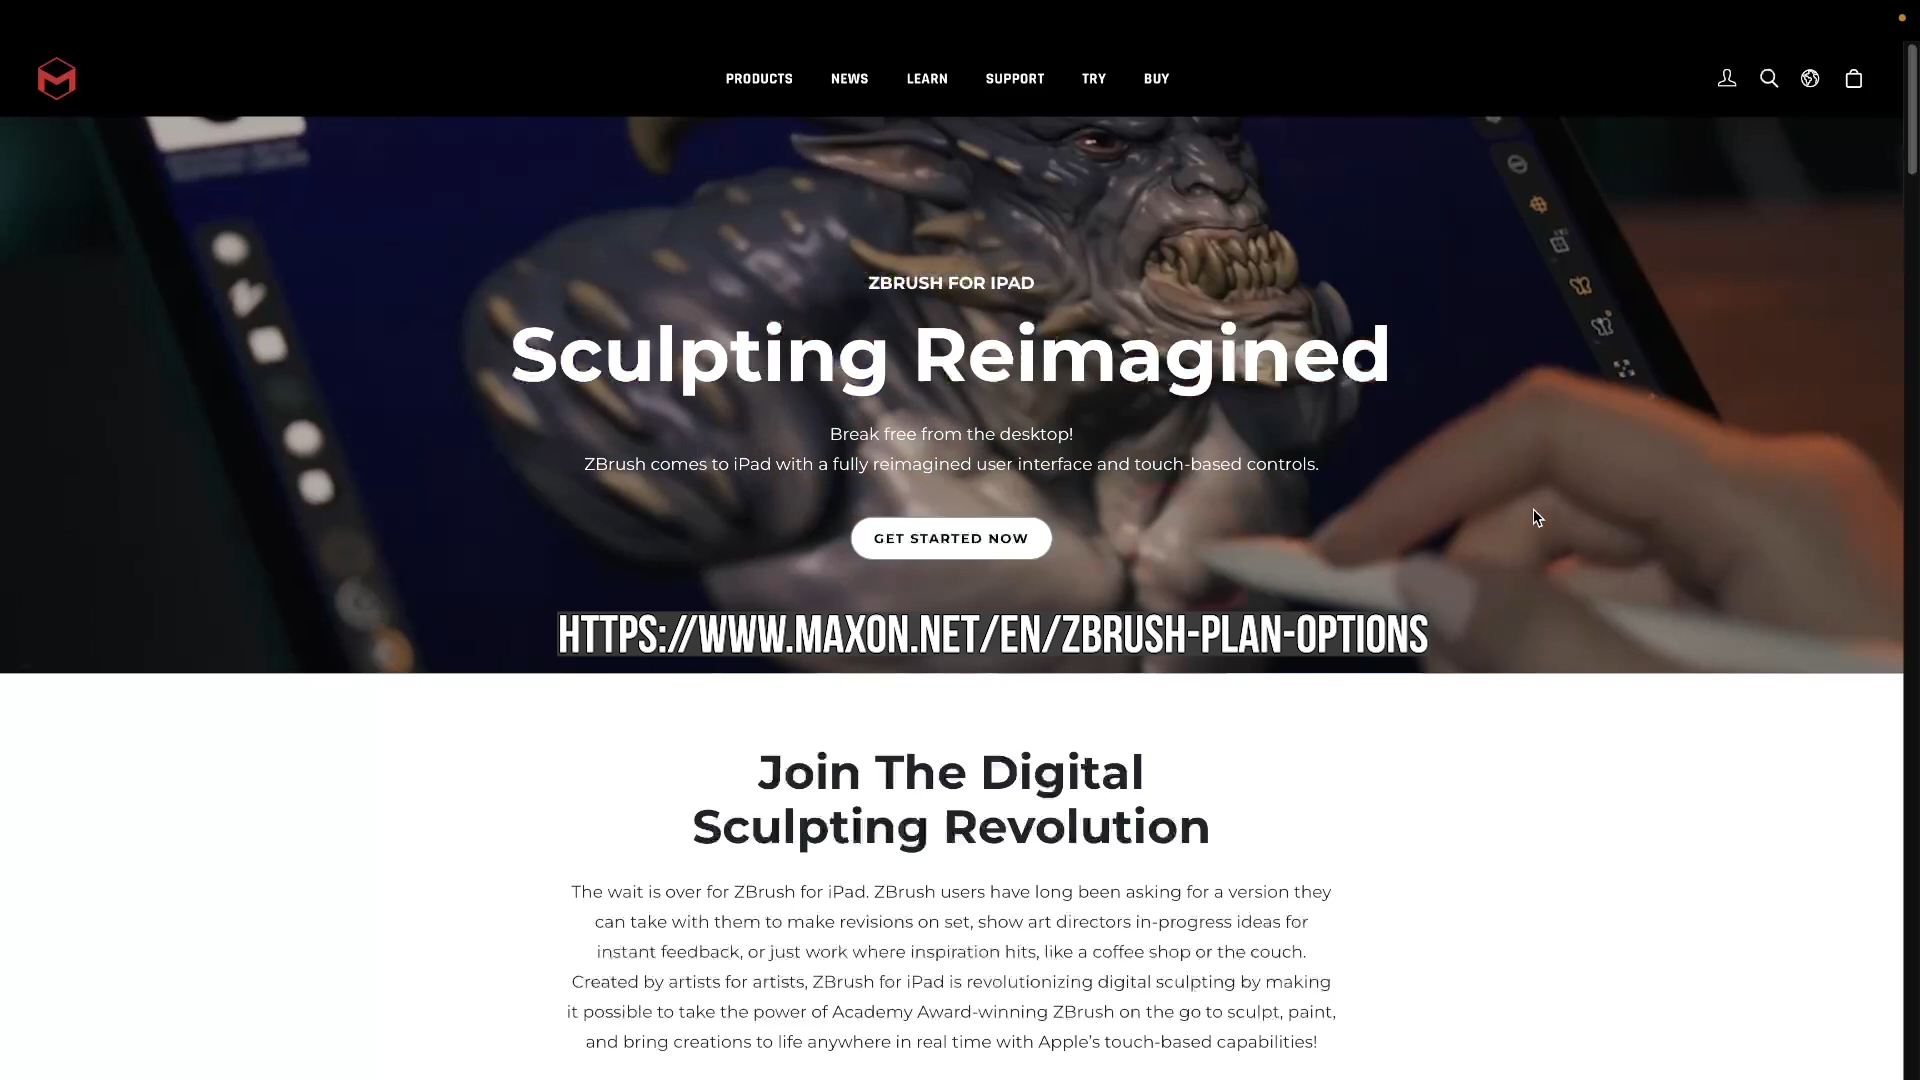 PRODUCTS NEWS LEARN SUPPORT TRY BUY
ZBRUSH FOR IPAD
Sculpting Reimagined
Break free from the desktop!
ZBrush comes to iPad with a fully reimagined user interface and touch-based controls.
GET STARTED NOW
HTTPS://WWW.MAXON.NET/EN/ZBRUSH-PLAN-OPTIONS
Join The Digital
Sculpting Revolution
The wait is over for ZBrush for iPad. ZBrush users have long been asking for a version they
can take with them to make revisions on set, show art directors in-progress ideas for
instant feedback, or just work where inspiration hits, like a coffee shop or the couch.
Created by artists for artists, ZBrush for iPad is revolutionizing digital sculpting by making
it possible to take the power of Academy Award-winning ZBrush on the go to sculpt, paint,
and bring creations to life anywhere in real time with Apple's touch-based capabilities!